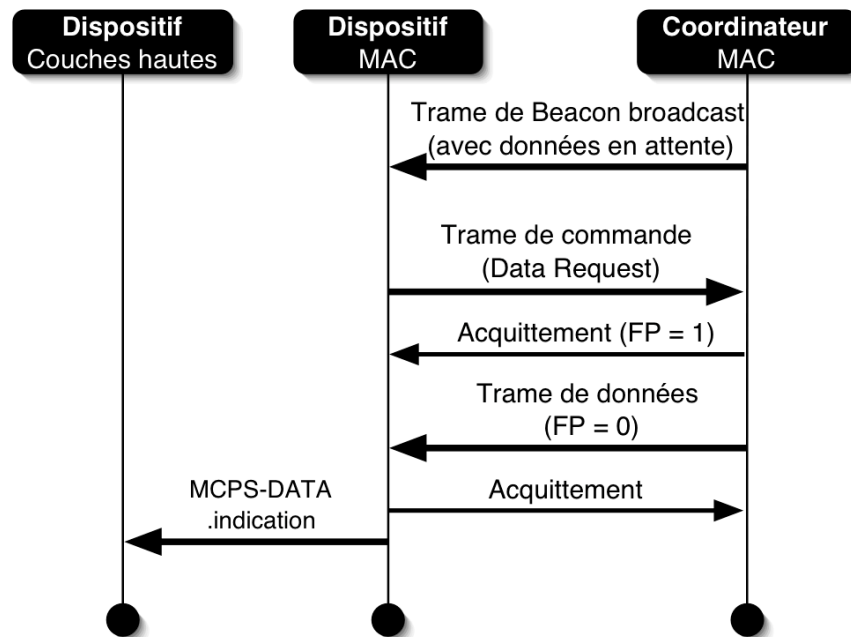 Dispositif
Couches hautes
Dispositif
MAC
Coordinateur
MAC
Trame de Beacon broadcast
(avec données en attente)
Trame de commande
(Data Request)
Acquittement (FP = 1)
Trame de données
(FP = 0)
MCPS-DATA
.indication
Acquittement